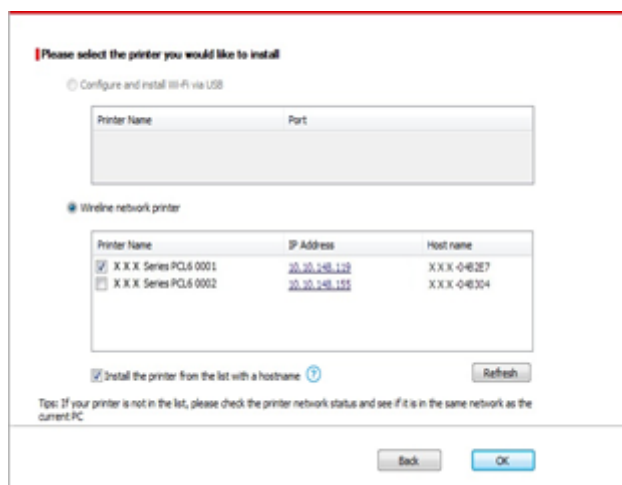 Please select the printer you would like to install
Configure and install Wi-Fi via USB
Printer Name Port
Wireline network printer
Printer Name IP Address Host name
X X X Series PCL6 0001 10.10.148.119 X X X -04B2E7
X X X Series PCL6 0002 10.10.148.155 X X X -04B304
Install the printer from the list with a hostname ? Refresh
Tips: If your printer is not in the list, please check the printer network status and see if it is in the same network as the
current PC
Back OK